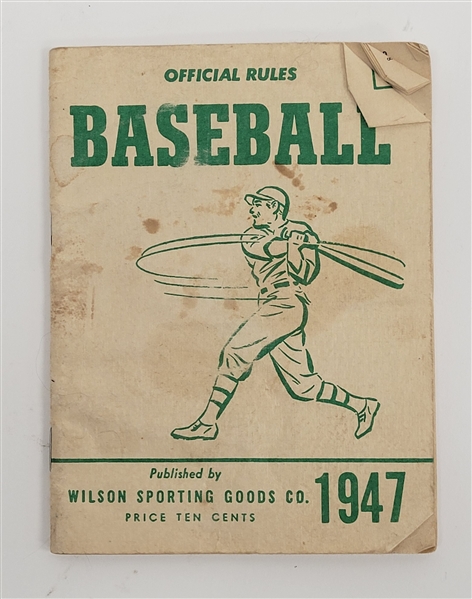 OFFICIAL RULES
BASEBALL
Published by
WILSON SPORTING GOODS CO.
PRICE TEN CENTS
1947